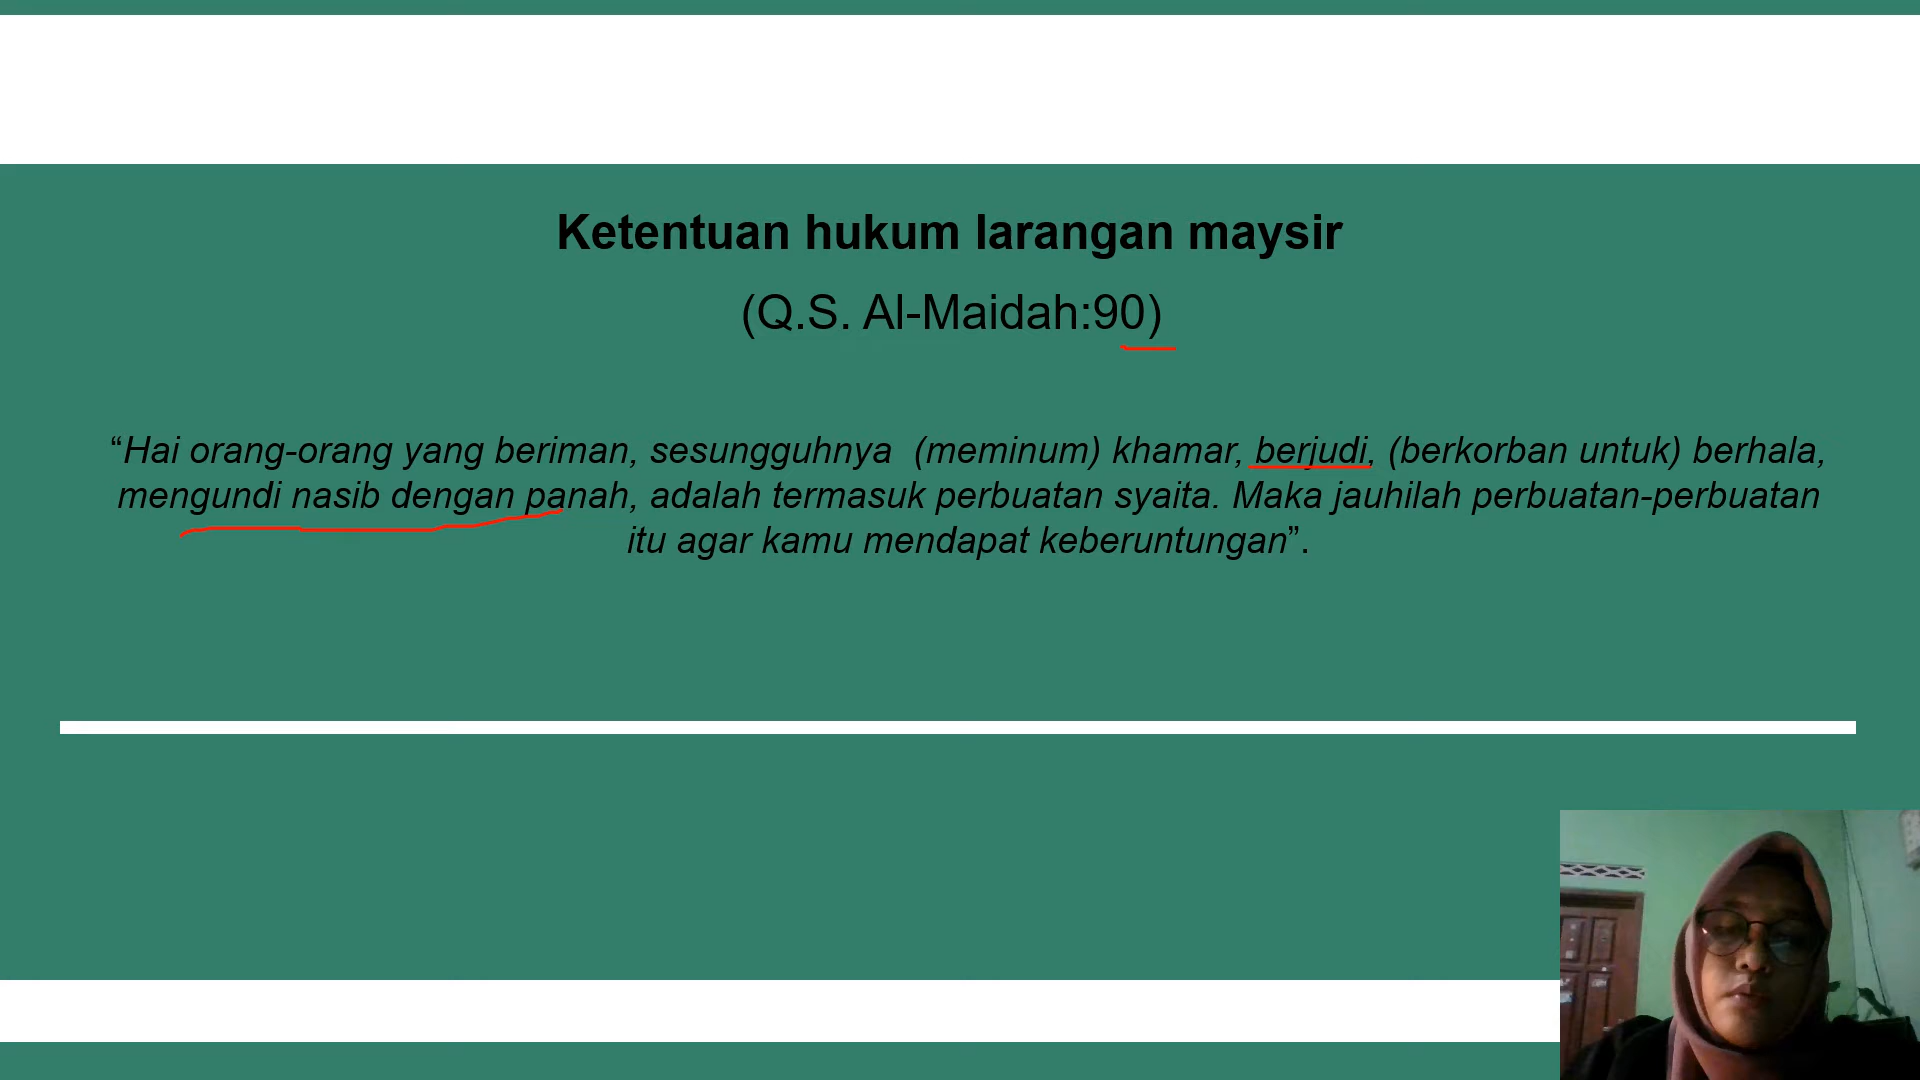 Ketentuan hukum larangan maysir
(Q.S. Al-Maidah:90)
“Hai orang-orang yang beriman, sesungguhnya  (meminum) khamar, berjudi, (berkorban untuk) berhala,
mengundi nasib dengan panah, adalah termasuk perbuatan syaita. Maka jauhilah perbuatan-perbuatan
itu agar kamu mendapat keberuntungan”.